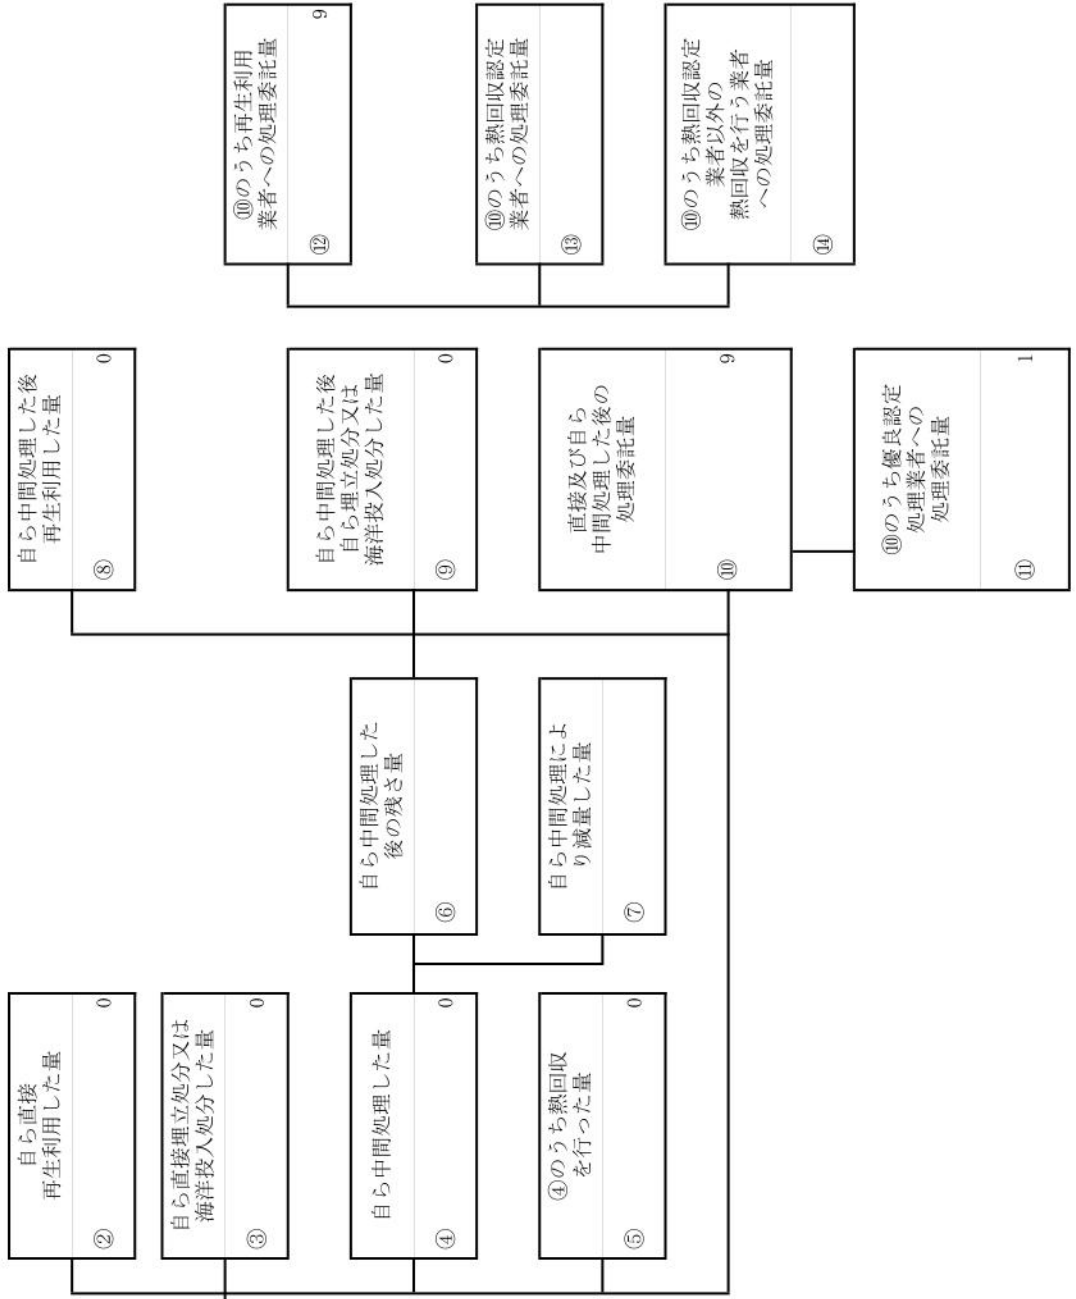 自ら直接
再生利用した量
② 0
自ら直接埋立処分又は
海洋投入処分した量
③ 0
自ら中間処理した量
④ 0
④のうち熱回収
を行った量
⑤ 0
自ら中間処理した
後の残さ量
⑥
自ら中間処理によ
り減量した量
⑦
自ら中間処理した後
再生利用した量
⑧ 0
自ら中間処理した後
自ら埋立処分又は
海洋投入処分した量
⑨ 0
直接及び自ら
中間処理した後の
処理委託量
⑩ 9
⑩のうち優良認定
処理業者への
処理委託量
⑪ 1
⑩のうち再生利用
業者への処理委託量
⑫ 9
⑩のうち熱回収認定
業者への処理委託量
⑬
⑩のうち熱回収認定
業者以外の
熱回収を行う業者
への処理委託量
⑭